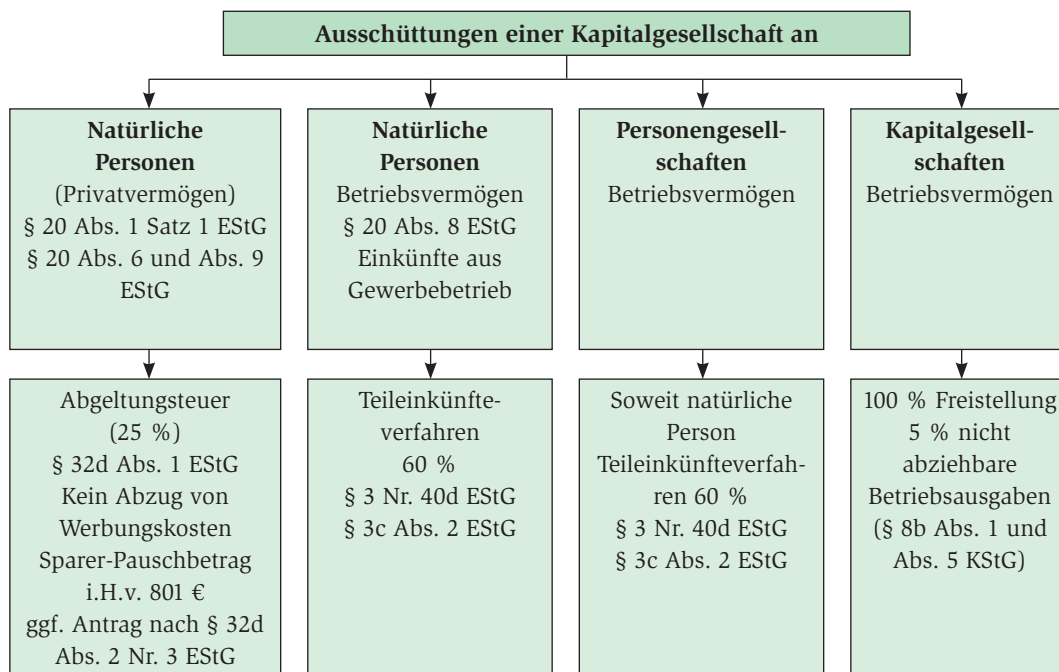 Ausschüttungen einer Kapitalgesellschaft an
Natürliche
Personen
(Privatvermögen)
§ 20 Abs. 1 Satz 1 EStG
§ 20 Abs. 6 und Abs. 9
EStG
Natürliche
Personen
Betriebsvermögen
§ 20 Abs. 8 EStG
Einkünfte aus
Gewerbebetrieb
Personengesell-
schaften
Betriebsvermögen
Kapitalgesell-
schaften
Betriebsvermögen
Abgeltungsteuer
(25 %)
§ 32d Abs. 1 EStG
Kein Abzug von
Werbungskosten
Sparer-Pauschbetrag
i.H.v. 801 €
ggf. Antrag nach § 32d
Abs. 2 Nr. 3 EStG
Teileinkünfte-
verfahren
60 %
§ 3 Nr. 40d EStG
§ 3c Abs. 2 EStG
Soweit natürliche
Person
Teileinkünfteverfah-
ren 60 %
§ 3 Nr. 40d EStG
§ 3c Abs. 2 EStG
100 % Freistellung
5 % nicht
abziehbare
Betriebsausgaben
(§ 8b Abs. 1 und
Abs. 5 KStG)